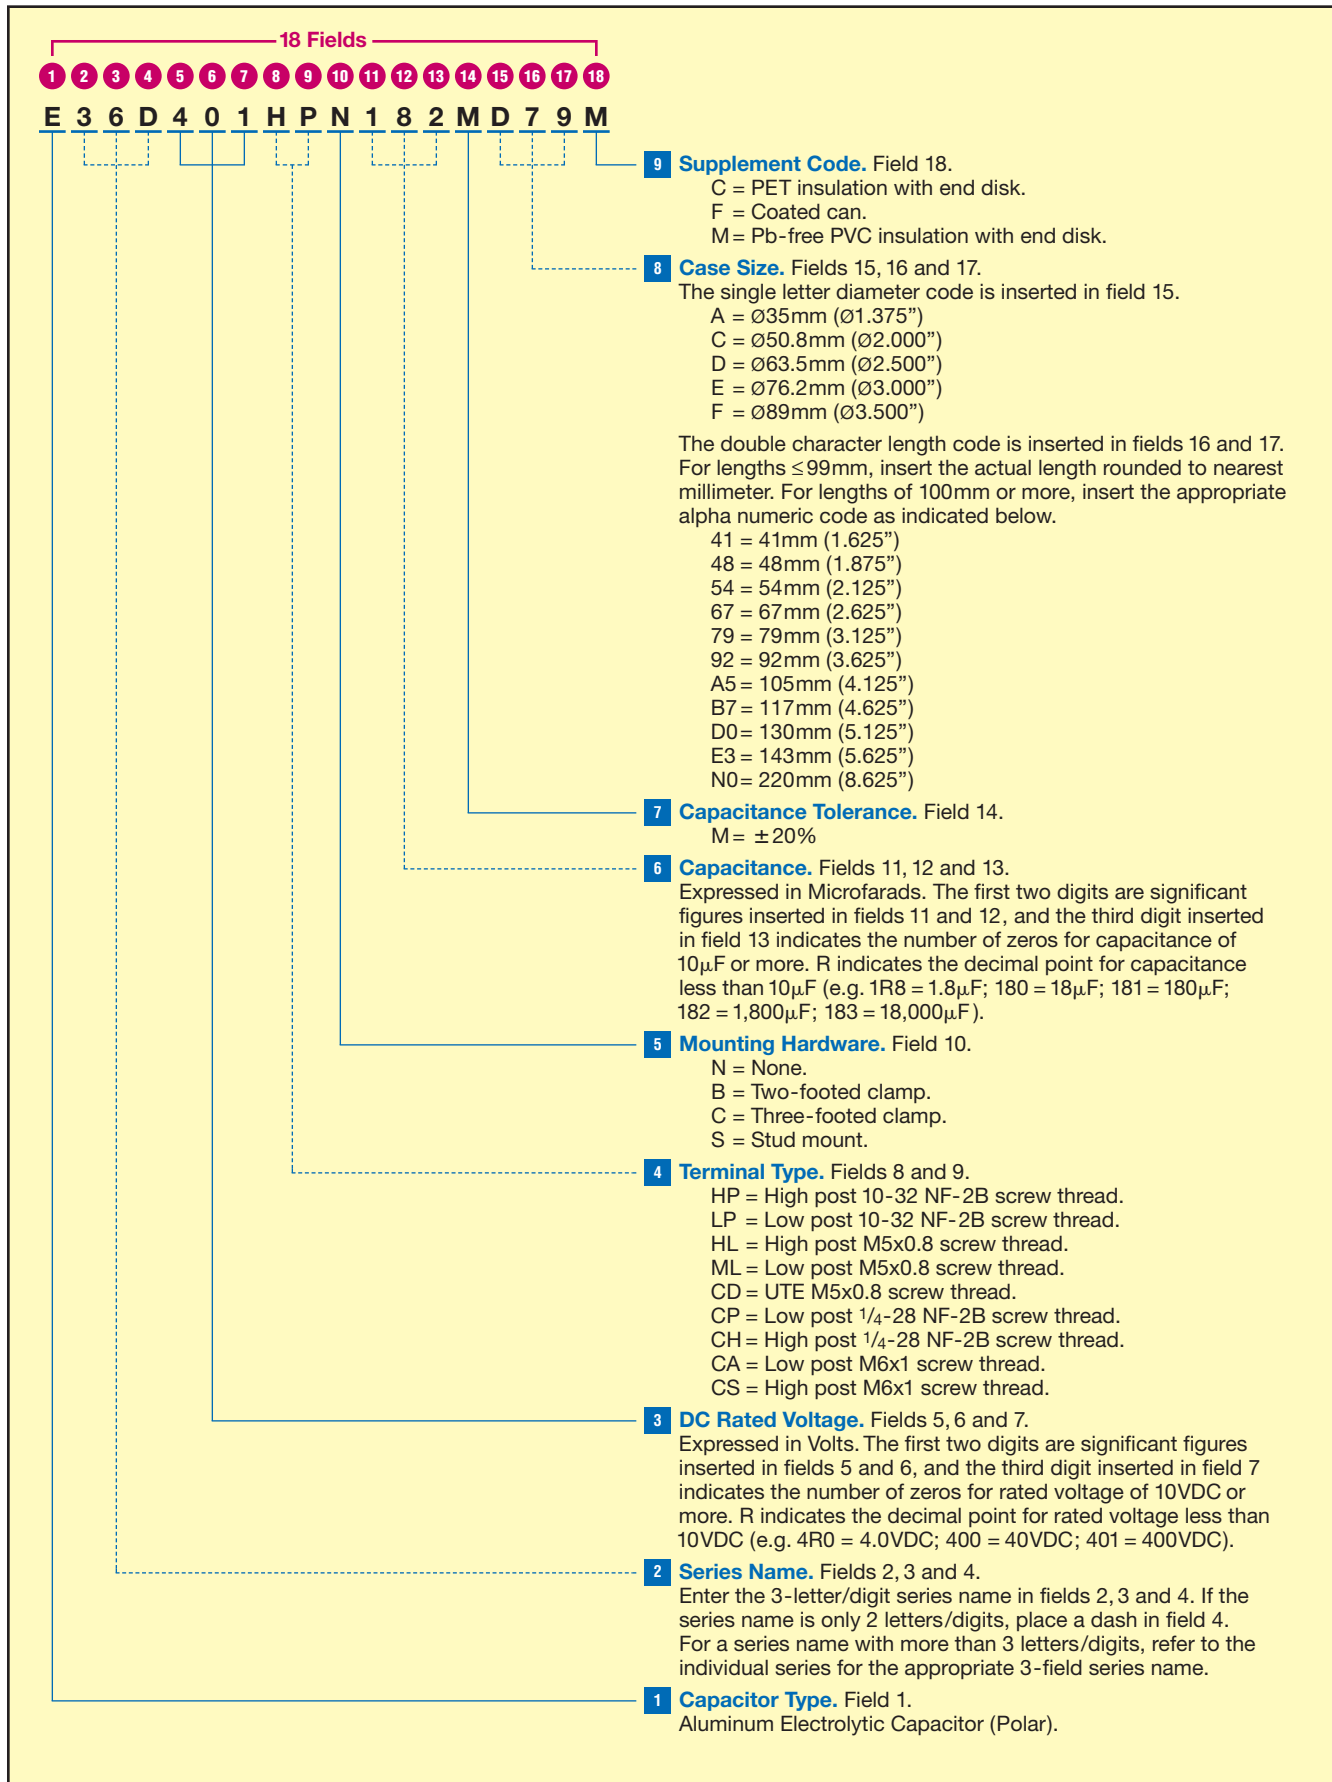 18 Fields
1 2 3 4 5 6 7 8 9 10 11 12 13 14 15 16 17 18
E 3 6 D 4 0 1 H P N 1 8 2 M D 7 9 M
9 Supplement Code. Field 18.
C = PET insulation with end disk.
F = Coated can.
M = Pb-free PVC insulation with end disk.
8 Case Size. Fields 15, 16 and 17.
The single letter diameter code is inserted in field 15.
A = Ø35mm (Ø1.375”)
C = Ø50.8mm (Ø2.000”)
D = Ø63.5mm (Ø2.500”)
E = Ø76.2mm (Ø3.000”)
F = Ø89mm (Ø3.500”)
The double character length code is inserted in fields 16 and 17.
For lengths ≤99mm, insert the actual length rounded to nearest
millimeter. For lengths of 100mm or more, insert the appropriate
alpha numeric code as indicated below.
41 = 41mm (1.625”)
48 = 48mm (1.875”)
54 = 54mm (2.125”)
67 = 67mm (2.625”)
79 = 79mm (3.125”)
92 = 92mm (3.625”)
A5 = 105mm (4.125”)
B7 = 117mm (4.625”)
D0 = 130mm (5.125”)
E3 = 143mm (5.625”)
N0 = 220mm (8.625”)
7 Capacitance Tolerance. Field 14.
M = ±20%
6 Capacitance. Fields 11, 12 and 13.
Expressed in Microfarads. The first two digits are significant
figures inserted in fields 11 and 12, and the third digit inserted
in field 13 indicates the number of zeros for capacitance of
10μF or more. R indicates the decimal point for capacitance
less than 10μF (e.g. 1R8 = 1.8μF; 180 = 18μF; 181 = 180μF;
182 = 1,800μF; 183 = 18,000μF).
5 Mounting Hardware. Field 10.
N = None.
B = Two-footed clamp.
C = Three-footed clamp.
S = Stud mount.
4 Terminal Type. Fields 8 and 9.
HP = High post 10-32 NF-2B screw thread.
LP = Low post 10-32 NF-2B screw thread.
HL = High post M5x0.8 screw thread.
ML = Low post M5x0.8 screw thread.
CD = UTE M5x0.8 screw thread.
CP = Low post 1/4-28 NF-2B screw thread.
CH = High post 1/4-28 NF-2B screw thread.
CA = Low post M6x1 screw thread.
CS = High post M6x1 screw thread.
3 DC Rated Voltage. Fields 5, 6 and 7.
Expressed in Volts. The first two digits are significant figures
inserted in fields 5 and 6, and the third digit inserted in field 7
indicates the number of zeros for rated voltage of 10VDC or
more. R indicates the decimal point for rated voltage less than
10VDC (e.g. 4R0 = 4.0VDC; 400 = 40VDC; 401 = 400VDC).
2 Series Name. Fields 2, 3 and 4.
Enter the 3-letter/digit series name in fields 2, 3 and 4. If the
series name is only 2 letters/digits, place a dash in field 4.
For a series name with more than 3 letters/digits, refer to the
individual series for the appropriate 3-field series name.
1 Capacitor Type. Field 1.
Aluminum Electrolytic Capacitor (Polar).